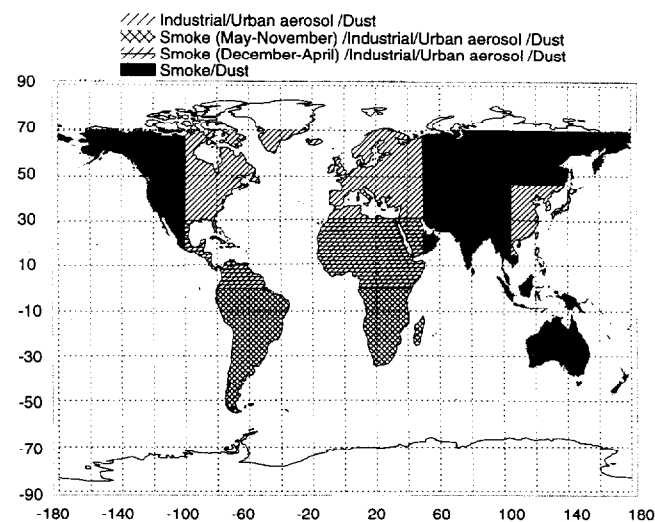 Industrial/Urban aerosol /Dust
Smoke (May-November) /Industrial/Urban aerosol /Dust
Smoke (December-April) /Industrial/Urban aerosol /Dust
Smoke/Dust
90
70
50
30
10
-10
-30
-50
-70
-90
-180 -140 -100 -60 -20 20 60 100 140 180